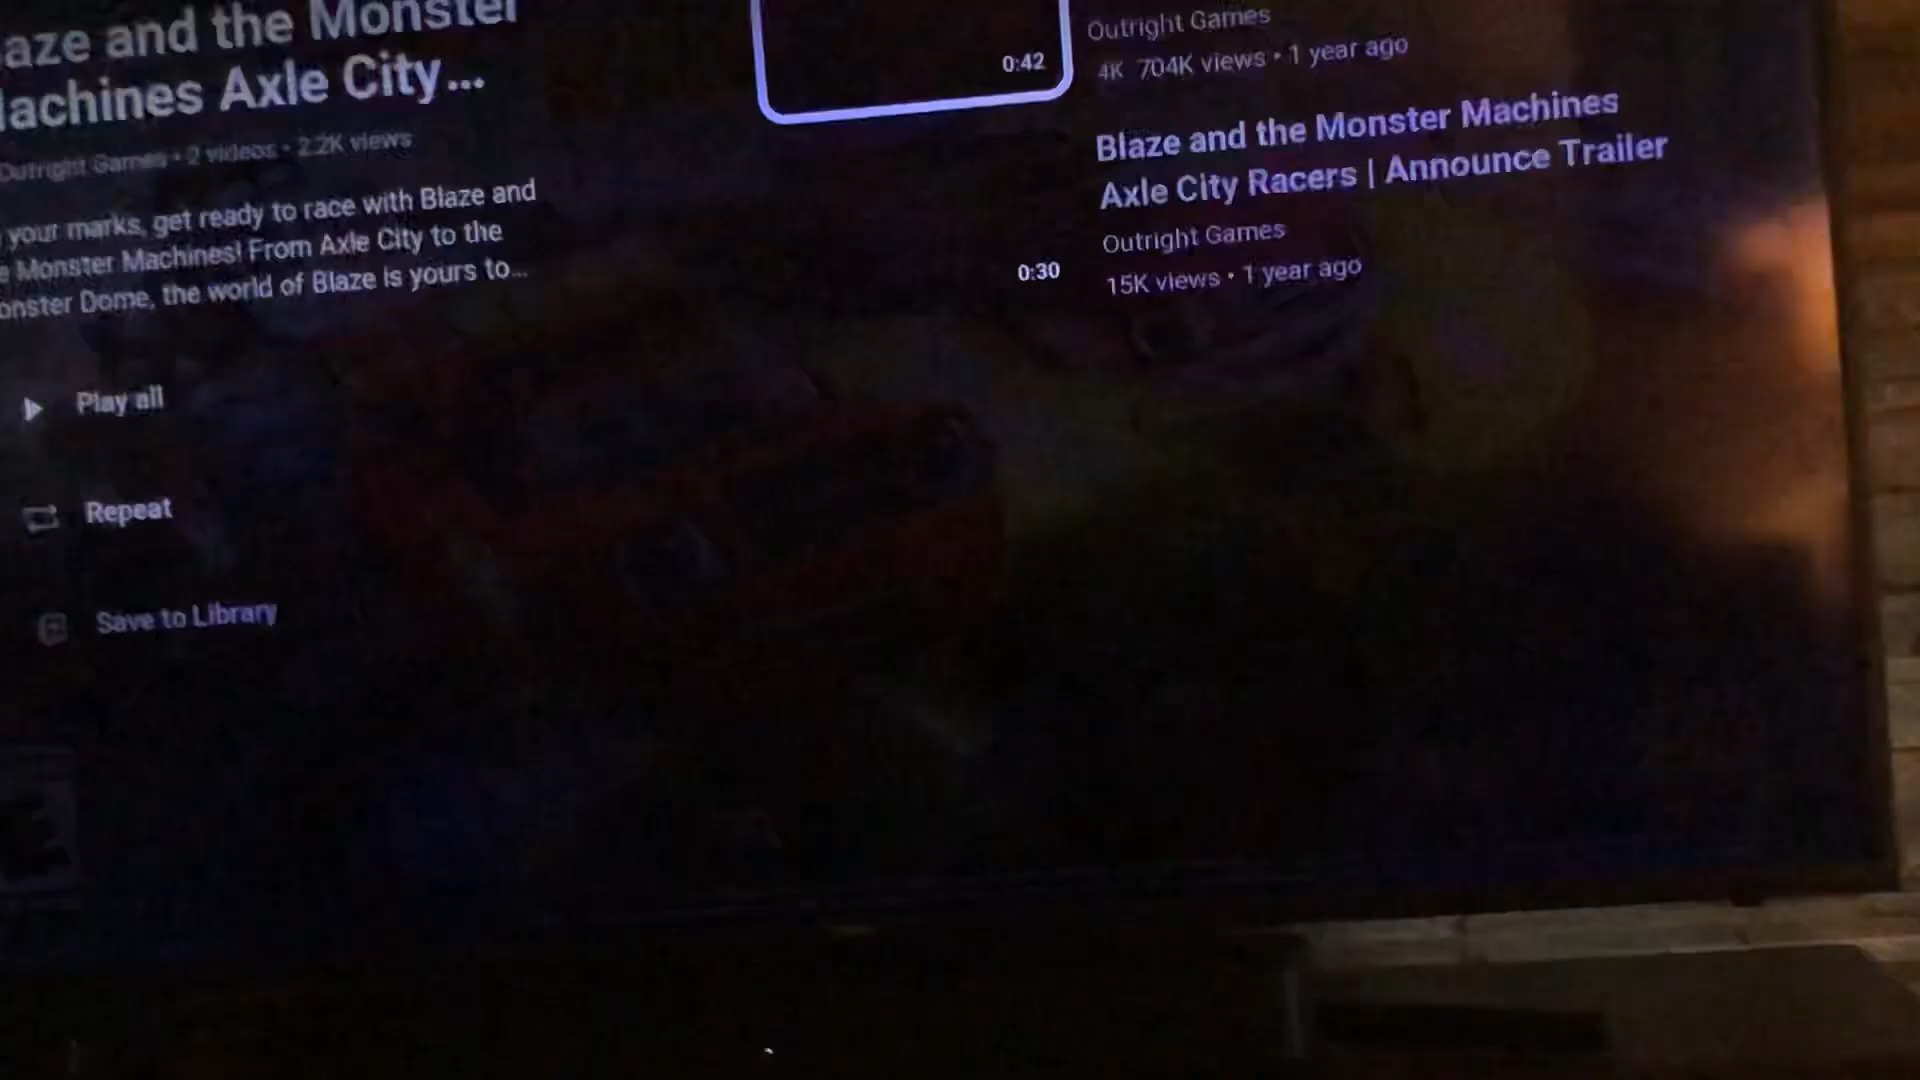 aze and the Monster
achines Axle City...
Outright Games • 2 videos • 2.2K views
your marks, get ready to race with Blaze and
e Monster Machines! From Axle City to the
onster Dome, the world of Blaze is yours to...
Play all
Repeat
Save to Library
0:42
Outright Games
4K 704K views • 1 year ago
Blaze and the Monster Machines
Axle City Racers | Announce Trailer
Outright Games
0:30
15K views • 1 year ago